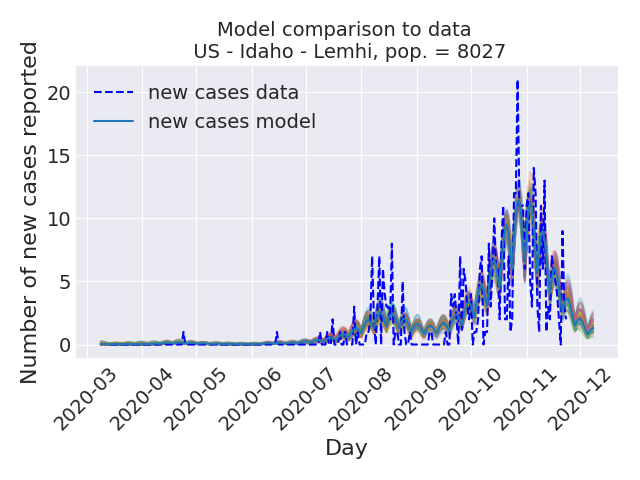 Model comparison to data
US - Idaho - Lemhi, pop. = 8027
Number of new cases reported
20
15
10
5
0
new cases data
new cases model
2020-03
2020-04
2020-05
2020-06
2020-07
2020-08
2020-09
2020-10
2020-11
2020-12
Day